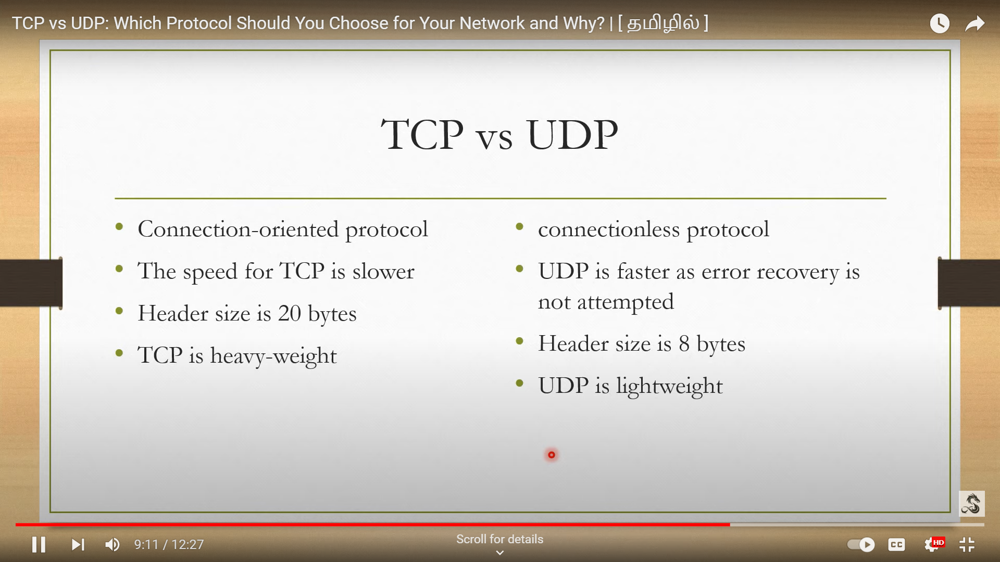 TCP vs UDP: Which Protocol Should You Choose for Your Network and Why? | [ தமிழில் ]
TCP vs UDP
Connection-oriented protocol
The speed for TCP is slower
Header size is 20 bytes
TCP is heavy-weight
connectionless protocol
UDP is faster as error recovery is
not attempted
Header size is 8 bytes
UDP is lightweight
9:11 / 12:27
Scroll for details
CC
HD